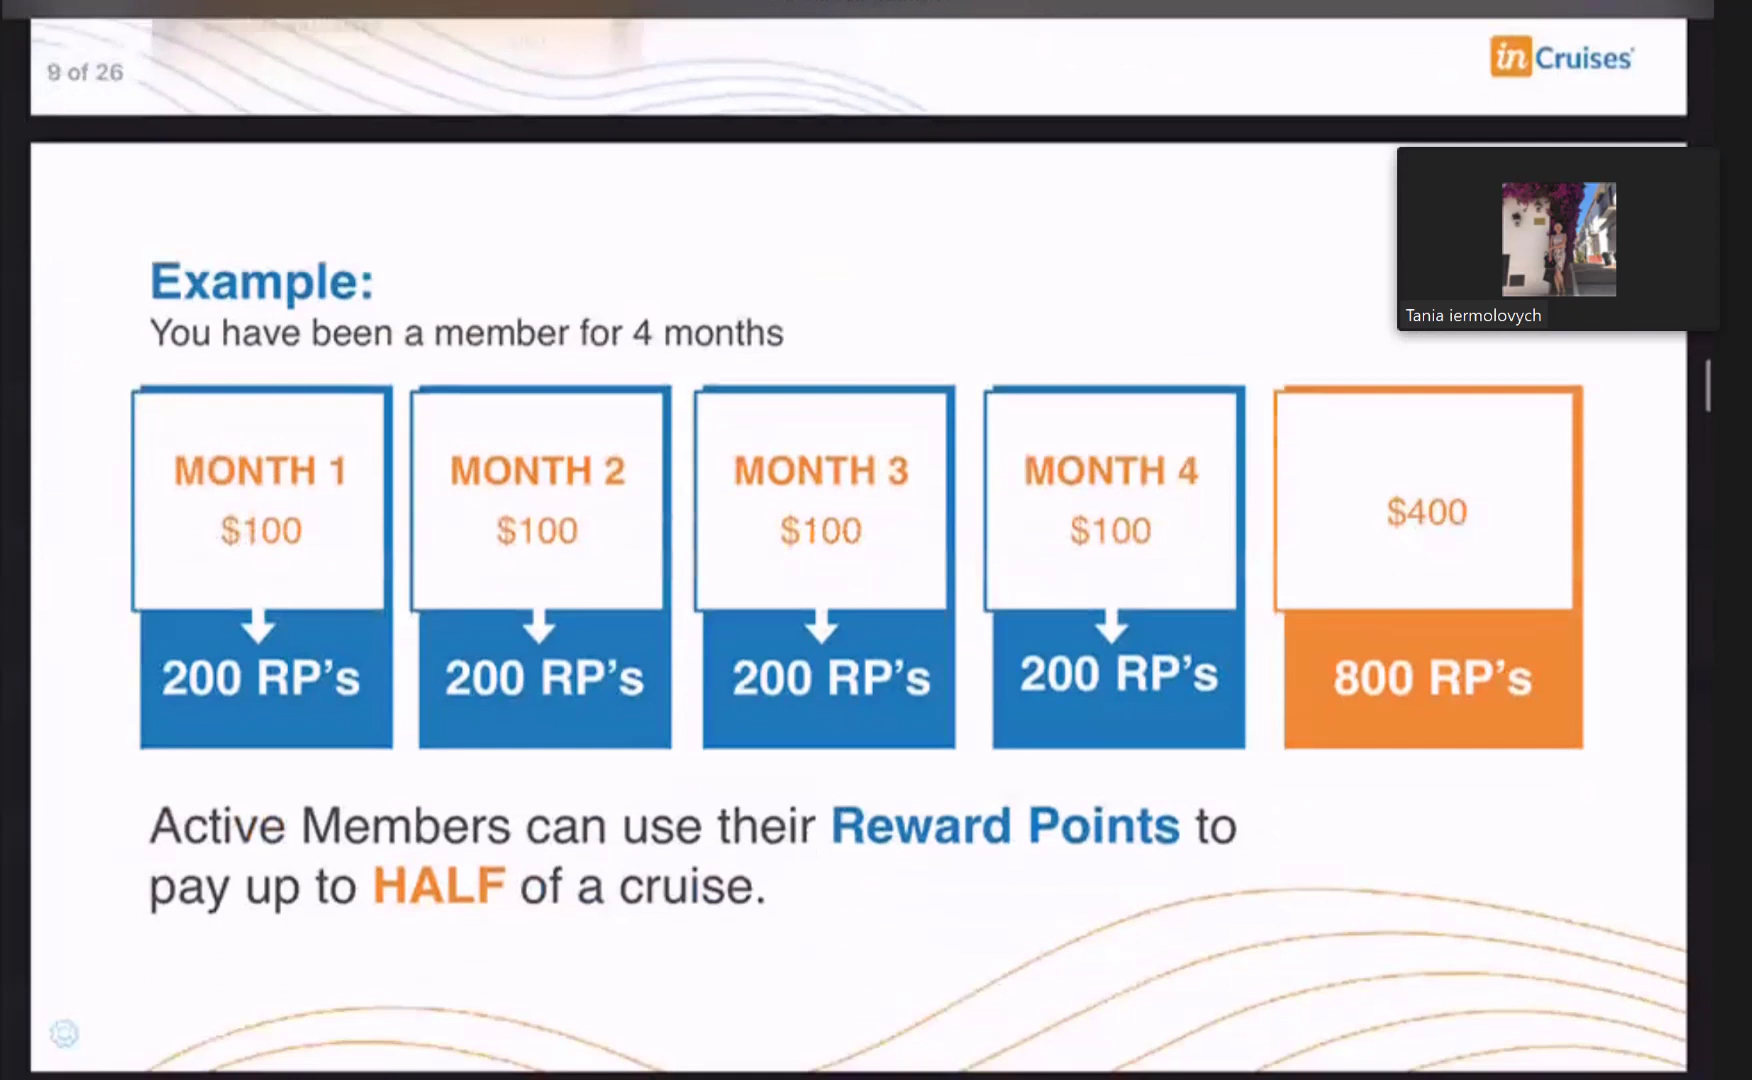 9 of 26
in Cruises
Tania iermolovych
Example:
You have been a member for 4 months
MONTH 1
$100
200 RP's
MONTH 2
$100
200 RP's
MONTH 3
$100
200 RP's
MONTH 4
$100
200 RP's
$400
800 RP's
Active Members can use their Reward Points to
pay up to HALF of a cruise.